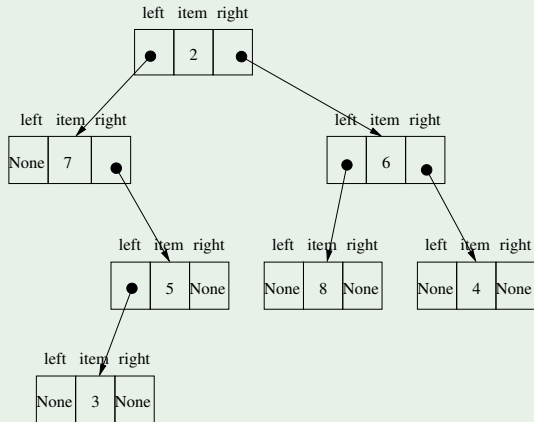 left item right
2
left item right
left item right
None 7
6
left item right
left item right
left item right
5 None
None 8 None
None 4 None
left item right
None 3 None